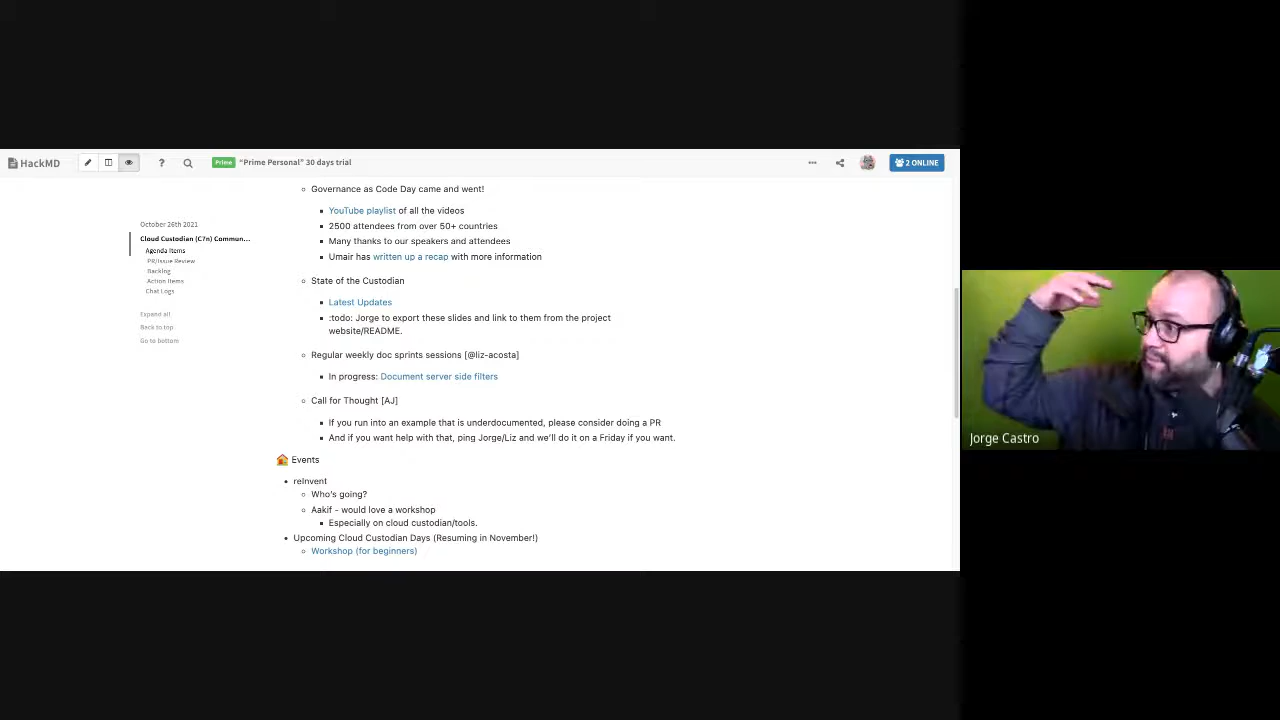 HackMD
?
Prime "Prime Personal" 30 days trial
2 ONLINE
October 26th 2021
Cloud Custodian (C7n) Commun...
Agenda Items
PR/Issue Review
Backlog
Action Items
Chat Logs
Expand all
Back to top
Go to bottom
Governance as Code Day came and went!
YouTube playlist of all the videos
2500 attendees from over 50+ countries
Many thanks to our speakers and attendees
Umair has written up a recap with more information
State of the Custodian
Latest Updates
:todo: Jorge to export these slides and link to them from the project
website/README.
Regular weekly doc sprints sessions [@liz-acosta]
In progress: Document server side filters
Call for Thought [AJ]
If you run into an example that is underdocumented, please consider doing a PR
And if you want help with that, ping Jorge/Liz and we'll do it on a Friday if you want.
Events
reInvent
Who's going?
Aakif - would love a workshop
Especially on cloud custodian/tools.
Upcoming Cloud Custodian Days (Resuming in November!)
Workshop (for beginners)
Jorge Castro